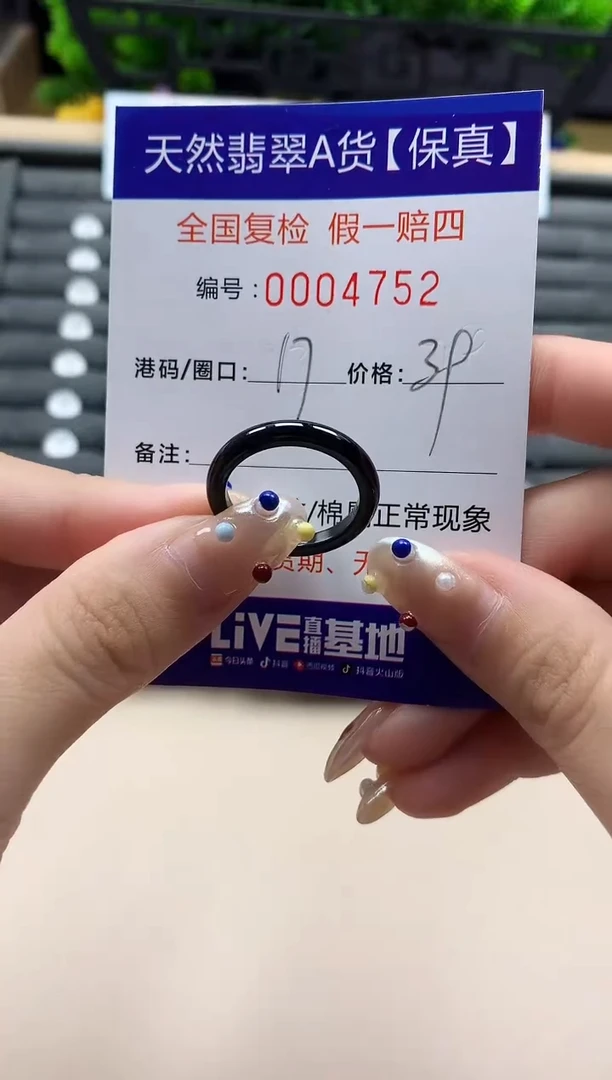 天然翡翠A货【保真】
全国复检 假一赔四
编号:0004752
港码/圈口: 17 价格: 39
备注:
/棉 正常现象
期、
LiVE直播基地
今日头条 抖音 西瓜视频 抖音火山版